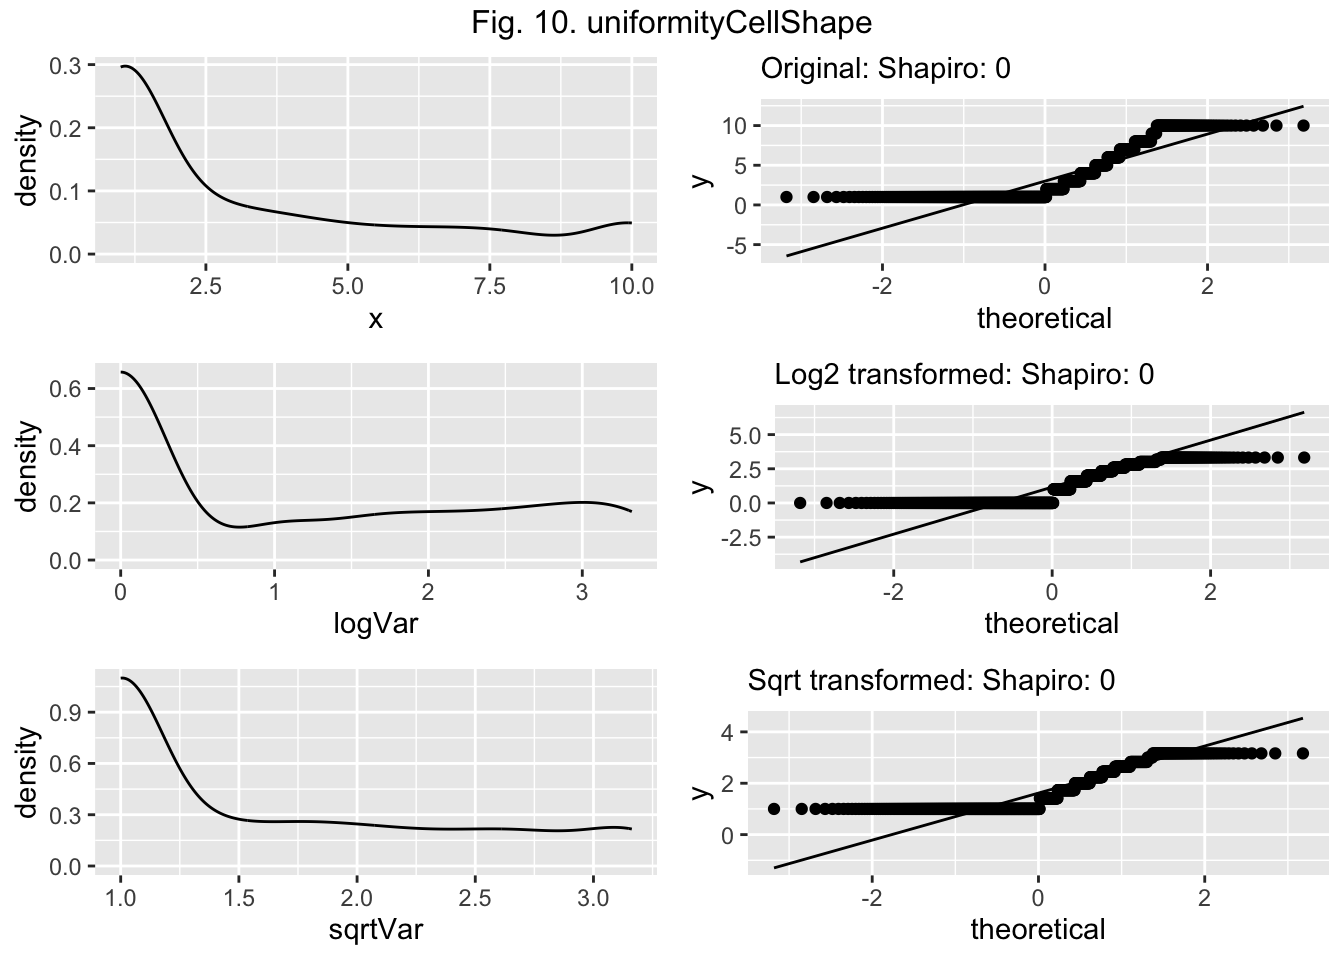 Fig. 10. uniformityCellShape
density
0.3
0.2
0.1
0.0
2.5 5.0 7.5 10.0
x
Original: Shapiro: 0
y
10
5
0
-5
-2 0 2
theoretical
density
0.6
0.4
0.2
0.0
0 1 2 3
logVar
Log2 transformed: Shapiro: 0
y
5.0
2.5
0.0
-2.5
-2 0 2
theoretical
density
0.9
0.6
0.3
0.0
1.0 1.5 2.0 2.5 3.0
sqrtVar
Sqrt transformed: Shapiro: 0
y
4
2
0
-2 0 2
theoretical